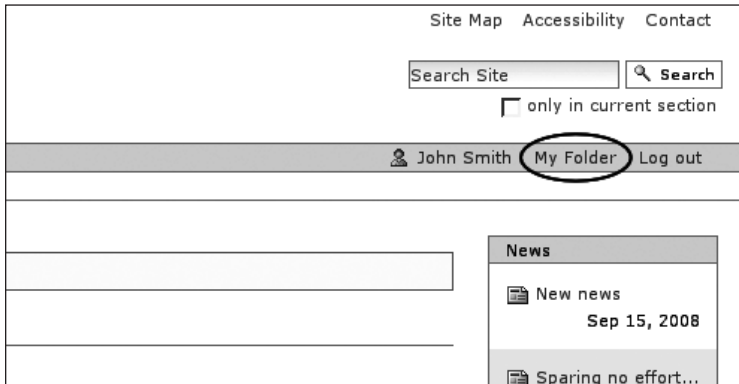 Site Map Accessibility Contact
Search Site Search
only in current section
John Smith My Folder Log out
News
New news
Sep 15, 2008
Sparing no effort...